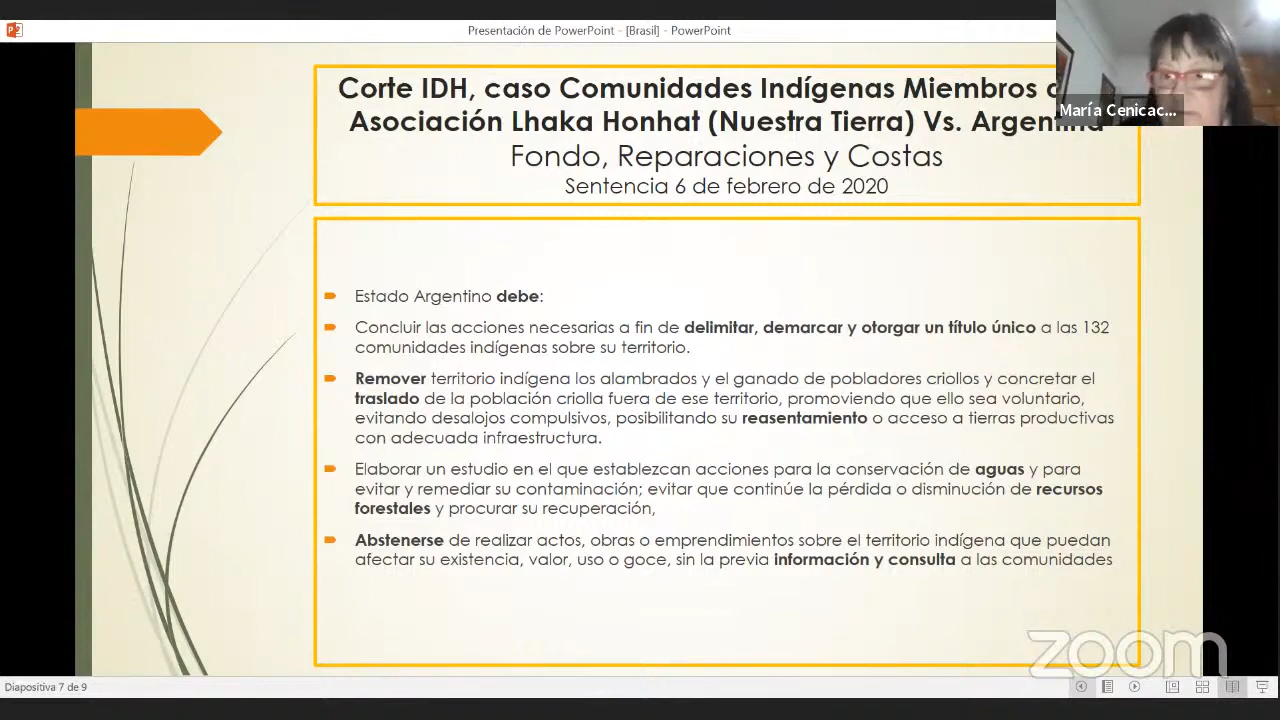 Presentación de PowerPoint - [Brasil] - PowerPoint
Corte IDH, caso Comunidades Indígenas Miembros
Asociación Lhaka Honhat (Nuestra Tierra) Vs. Argentina
Fondo, Reparaciones y Costas
Sentencia 6 de febrero de 2020
María Cenicac...
Estado Argentino debe:
Concluir las acciones necesarias a fin de delimitar, demarcar y otorgar un título único a las 132
comunidades indígenas sobre su territorio.
Remover territorio indígena los alambrados y el ganado de pobladores criollos y concretar el
traslado de la población criolla fuera de ese territorio, promoviendo que ello sea voluntario,
evitando desalojos compulsivos, posibilitando su reasentamiento o acceso a tierras productivas
con adecuada infraestructura.
Elaborar un estudio en el que establezcan acciones para la conservación de aguas y para
evitar y remediar su contaminación; evitar que continúe la pérdida o disminución de recursos
forestales y procurar su recuperación,
Abstenerse de realizar actos, obras o emprendimientos sobre el territorio indígena que puedan
afectar su existencia, valor, uso o goce, sin la previa información y consulta a las comunidades
zoom
Diapositiva 7 de 9